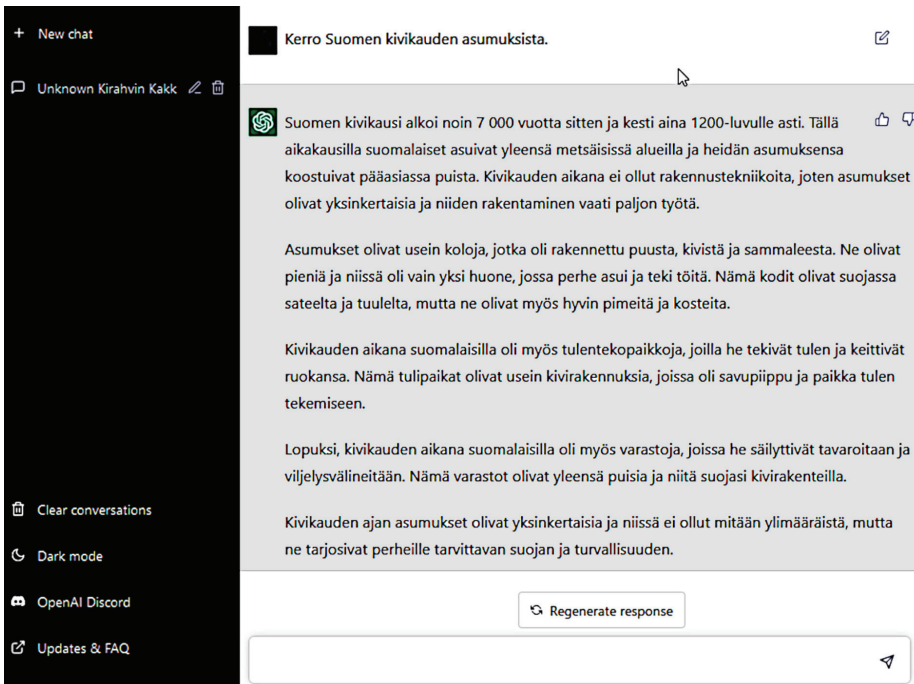 New chat
Unknown Kirahvin Kakk
Clear conversations
Dark mode
OpenAI Discord
Updates & FAQ
Kerro Suomen kivikauden asumuksista.
Suomen kivikausi alkoi noin 7 000 vuotta sitten ja kesti aina 1200-luvulle asti. Tällä
aikakausilla suomalaiset asuivat yleensä metsäisissä alueilla ja heidän asumuksensa
koostuivat pääasiassa puista. Kivikauden aikana ei ollut rakennustekniikoita, joten asumukset
olivat yksinkertaisia ja niiden rakentaminen vaati paljon työtä.
Asumukset olivat usein koloja, jotka oli rakennettu puusta, kivistä ja sammaleesta. Ne olivat
pieniä ja niissä oli vain yksi huone, jossa perhe asui ja teki töitä. Nämä kodit olivat suojassa
sateelta ja tuulelta, mutta ne olivat myös hyvin pimeitä ja kosteita.
Kivikauden aikana suomalaisilla oli myös tulentekopaikkoja, joilla he tekivät tulen ja keittivät
ruokansa. Nämä tulipaikat olivat usein kivirakennuksia, joissa oli savupiippu ja paikka tulen
tekemiseen.
Lopuksi, kivikauden aikana suomalaisilla oli myös varastoja, joissa he säilyttivät tavaroitaan ja
viljelysvälineitään. Nämä varastot olivat yleensä puisia ja niitä suojasi kivirakenteilla.
Kivikauden ajan asumukset olivat yksinkertaisia ja niissä ei ollut mitään ylimääräistä, mutta
ne tarjosivat perheille tarvittavan suojan ja turvallisuuden.
Regenerate response